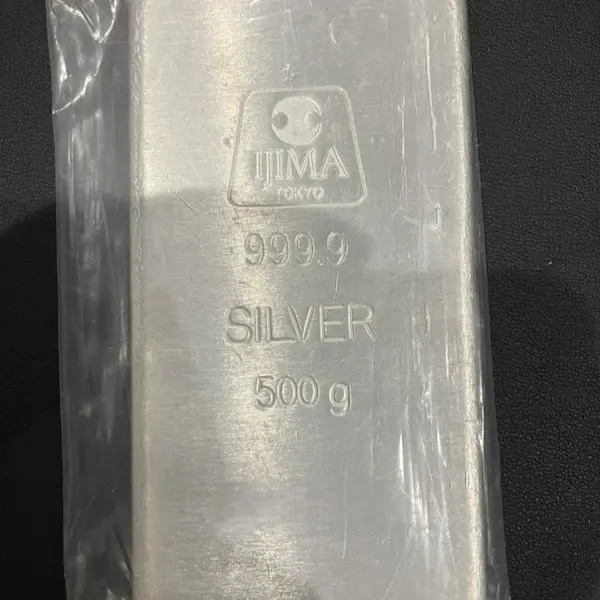 IJIMA
TOKYO
999.9
SILVER
500 g